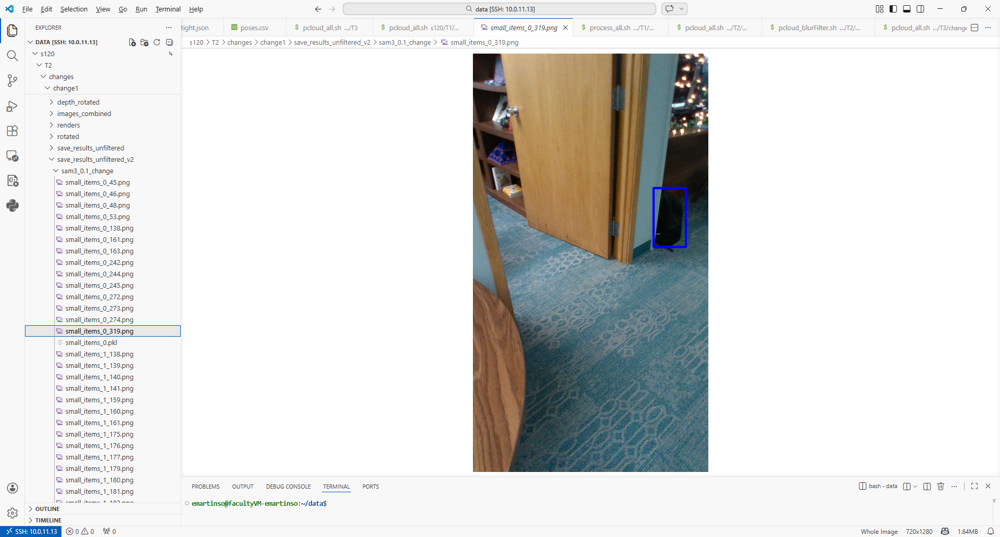 File Edit Selection View Go Run Terminal Help
data [SSH: 10.0.11.13]
EXPLORER
DATA [SSH: 10.0.11.13]
s120
T2
changes
change1
depth_rotated
images_combined
renders
rotated
save_results_unfiltered
save_results_unfiltered_v2
sam3_0.1_change
small_items_0_45.png
small_items_0_46.png
small_items_0_48.png
small_items_0_53.png
small_items_0_138.png
small_items_0_161.png
small_items_0_163.png
small_items_0_242.png
small_items_0_244.png
small_items_0_245.png
small_items_0_272.png
small_items_0_273.png
small_items_0_274.png
small_items_0_319.png
small_items_0.pkl
small_items_1_138.png
small_items_1_139.png
small_items_1_140.png
small_items_1_141.png
small_items_1_159.png
small_items_1_160.png
small_items_1_161.png
small_items_1_175.png
small_items_1_176.png
small_items_1_177.png
small_items_1_179.png
small_items_1_180.png
small_items_1_181.png
small_items_1_182.png
OUTLINE
TIMELINE
tight.json poses.csv $ pcloud_all.sh .../T3 $ pcloud_all.sh s120/T1/... small_items_0_319.png $ process_all.sh .../T1/... $ pcloud_all.sh .../T2/... $ pcloud_blurFilter.sh .../T2/... $ pcloud_all.sh .../T3/change
s120 > T2 > changes > change1 > save_results_unfiltered_v2 > sam3_0.1_change > small_items_0_319.png
PROBLEMS OUTPUT DEBUG CONSOLE TERMINAL PORTS
bash - data
emartinso@facultyVM-emartinso:~/data$
SSH: 10.0.11.13 0 0 0
Whole Image 720x1280 1.64MB